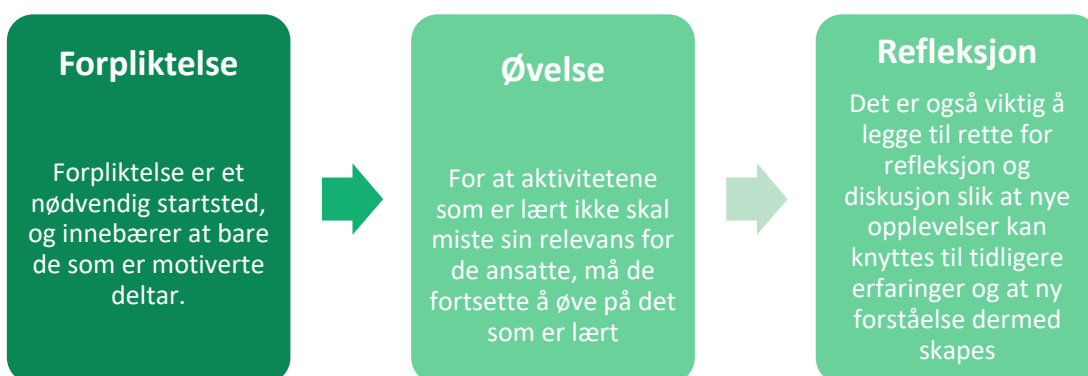 Forpliktelse
Forpliktelse er et
nødvendig startsted,
og innebærer at bare
de som er motiverte
deltar.
Øvelse
For at aktivitetene
som er lært ikke skal
miste sin relevans for
de ansatte, må de
fortsette å øve på det
som er lært
Refleksjon
Det er også viktig å
legge til rette for
refleksjon og
diskusjon slik at nye
opplevelser kan
knyttes til tidligere
erfaringer og at ny
forståelse dermed
skapes